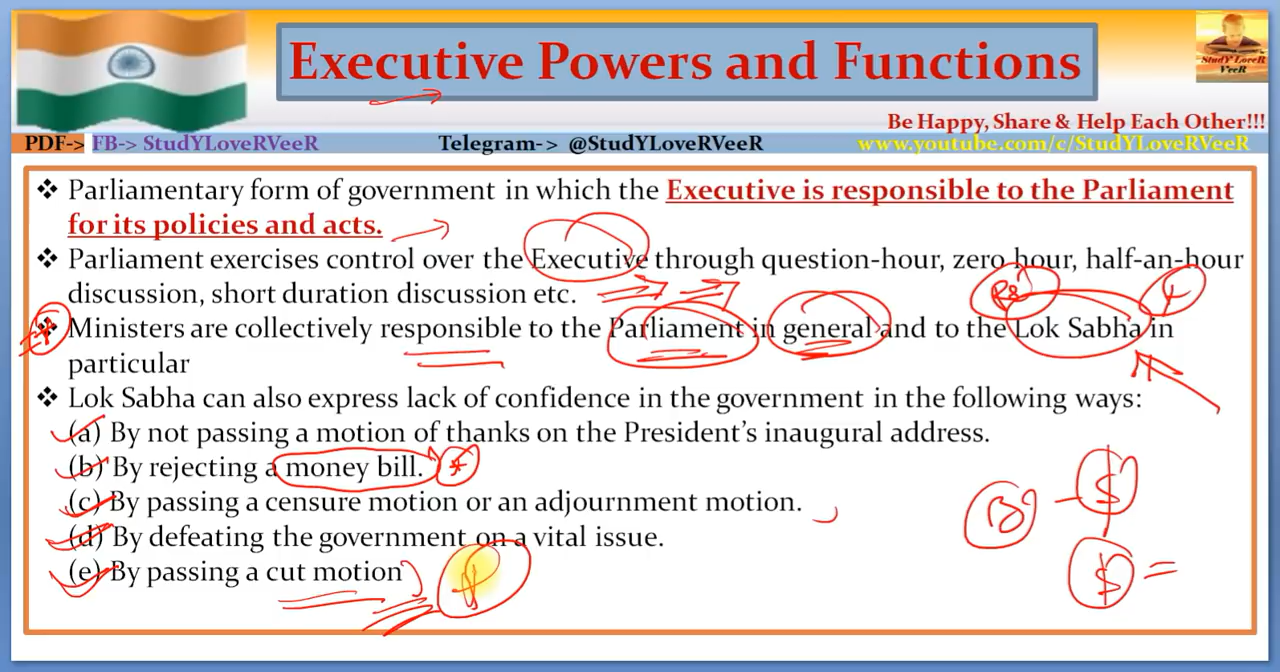 Executive Powers and Functions
StudY LoveR
VeeR
Be Happy, Share & Help Each Other!!!
PDF-> FB-> StudYLoveRVeeR Telegram-> @StudYLoveRVeeR www.youtube.com/c/StudYLoveRVeeR
❖ Parliamentary form of government in which the Executive is responsible to the Parliament
for its policies and acts.
❖ Parliament exercises control over the Executive through question-hour, zero hour, half-an-hour
discussion, short duration discussion etc.
❖ Ministers are collectively responsible to the Parliament in general and to the Lok Sabha in
particular
❖ Lok Sabha can also express lack of confidence in the government in the following ways:
(a) By not passing a motion of thanks on the President's inaugural address.
(b) By rejecting a money bill.
(c) By passing a censure motion or an adjournment motion.
(d) By defeating the government on a vital issue.
(e) By passing a cut motion
$
$ =